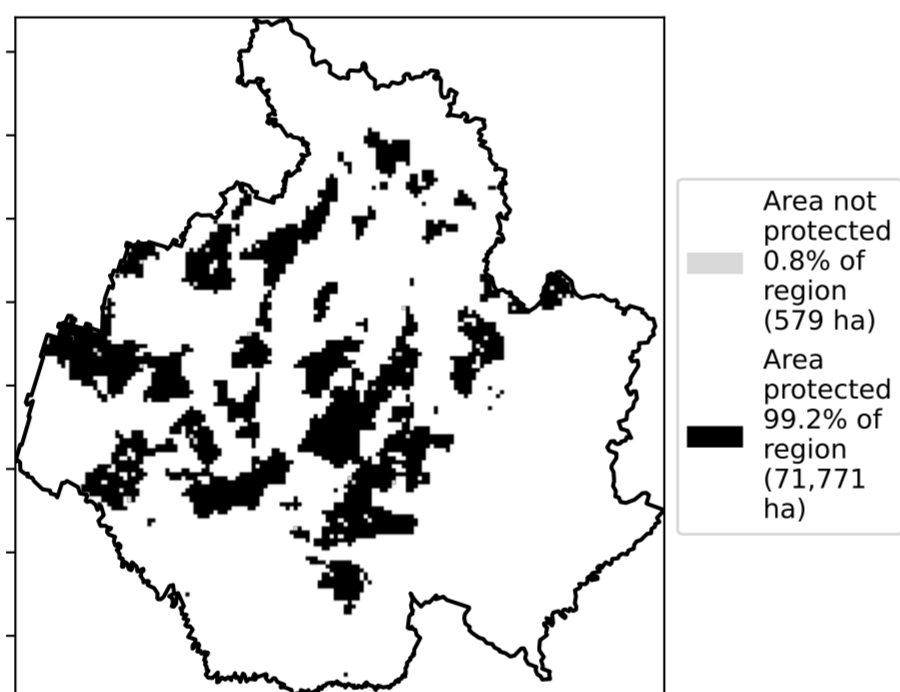 Area not
protected
0.8% of
region
(579 ha)
Area
protected
99.2% of
region
(71,771
ha)